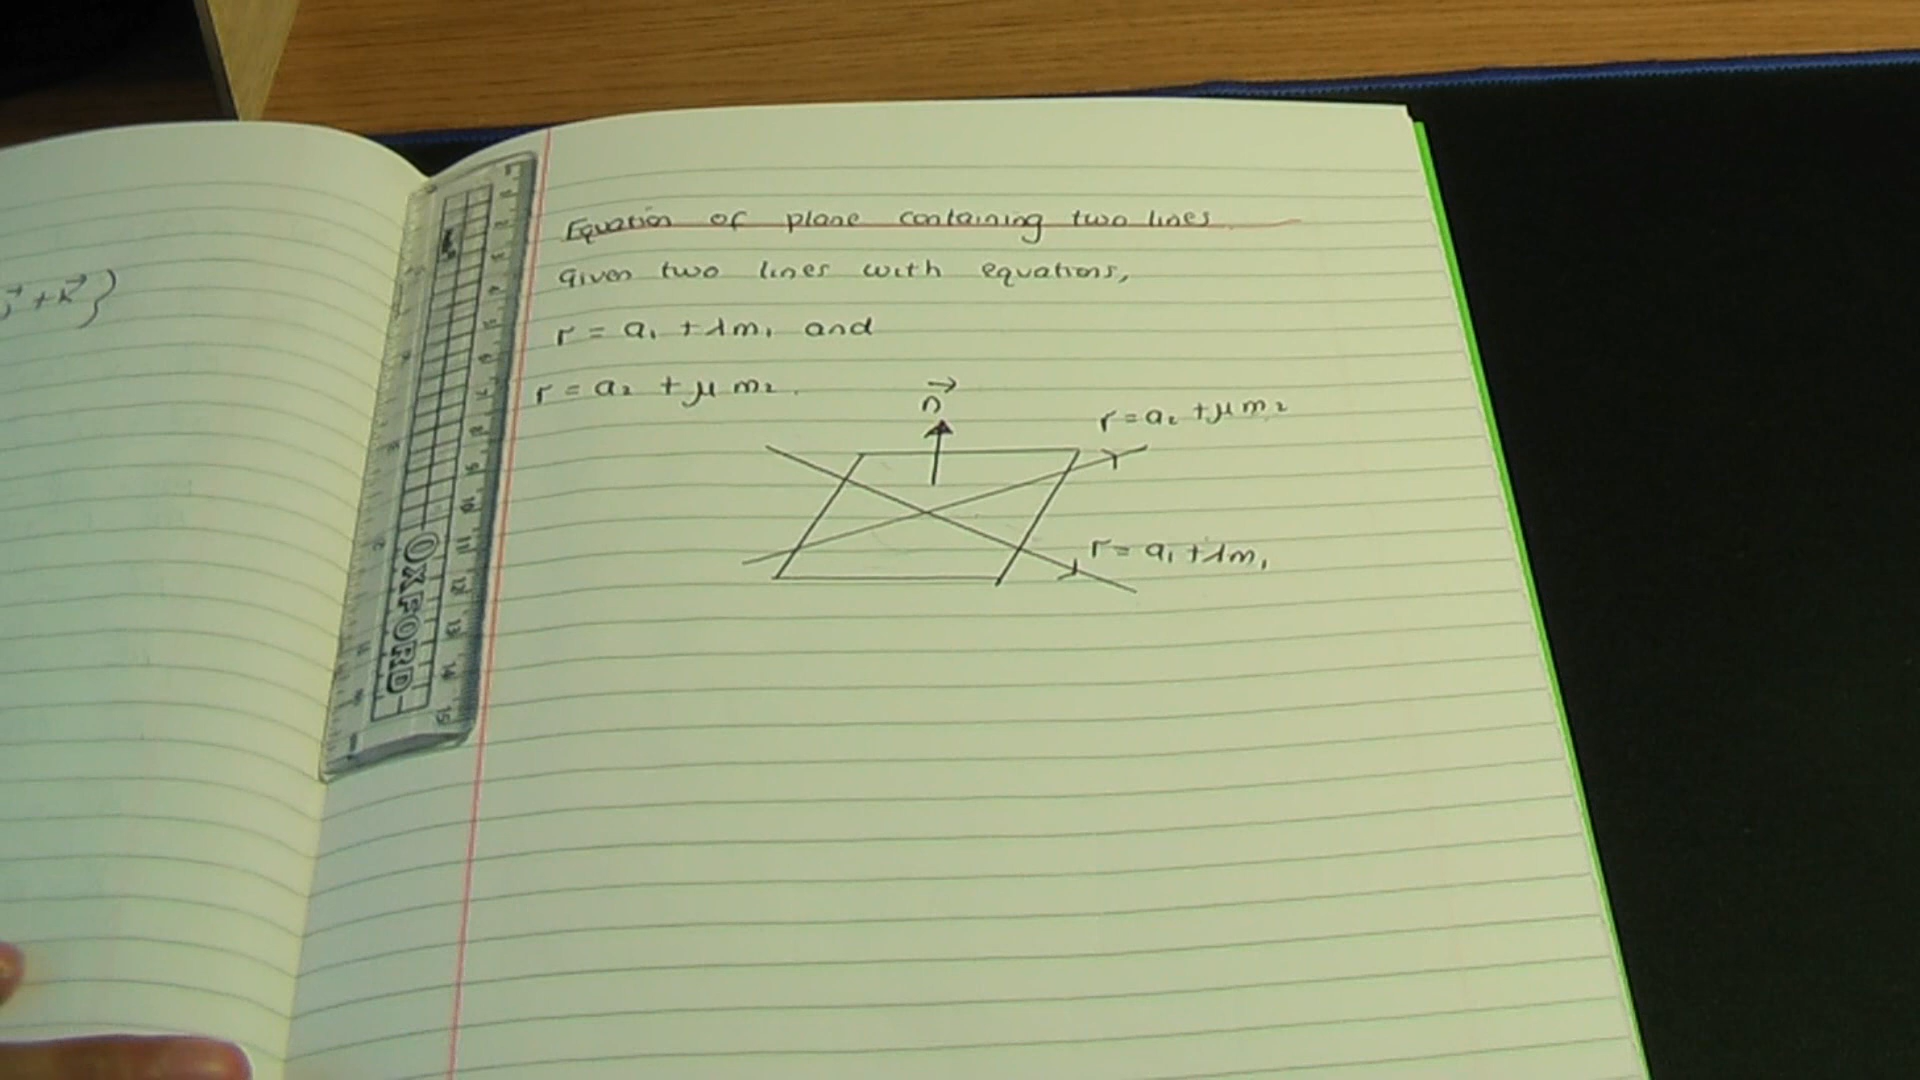 ȷ⃗ + k⃗}
Equation of plane containing two lines.
Given two lines with equations,
r = a₁ + λm₁ and
r = a₂ + μ m₂.
n⃗
r = a₂ + μ m₂
r = a₁ + λm₁
OXFORD